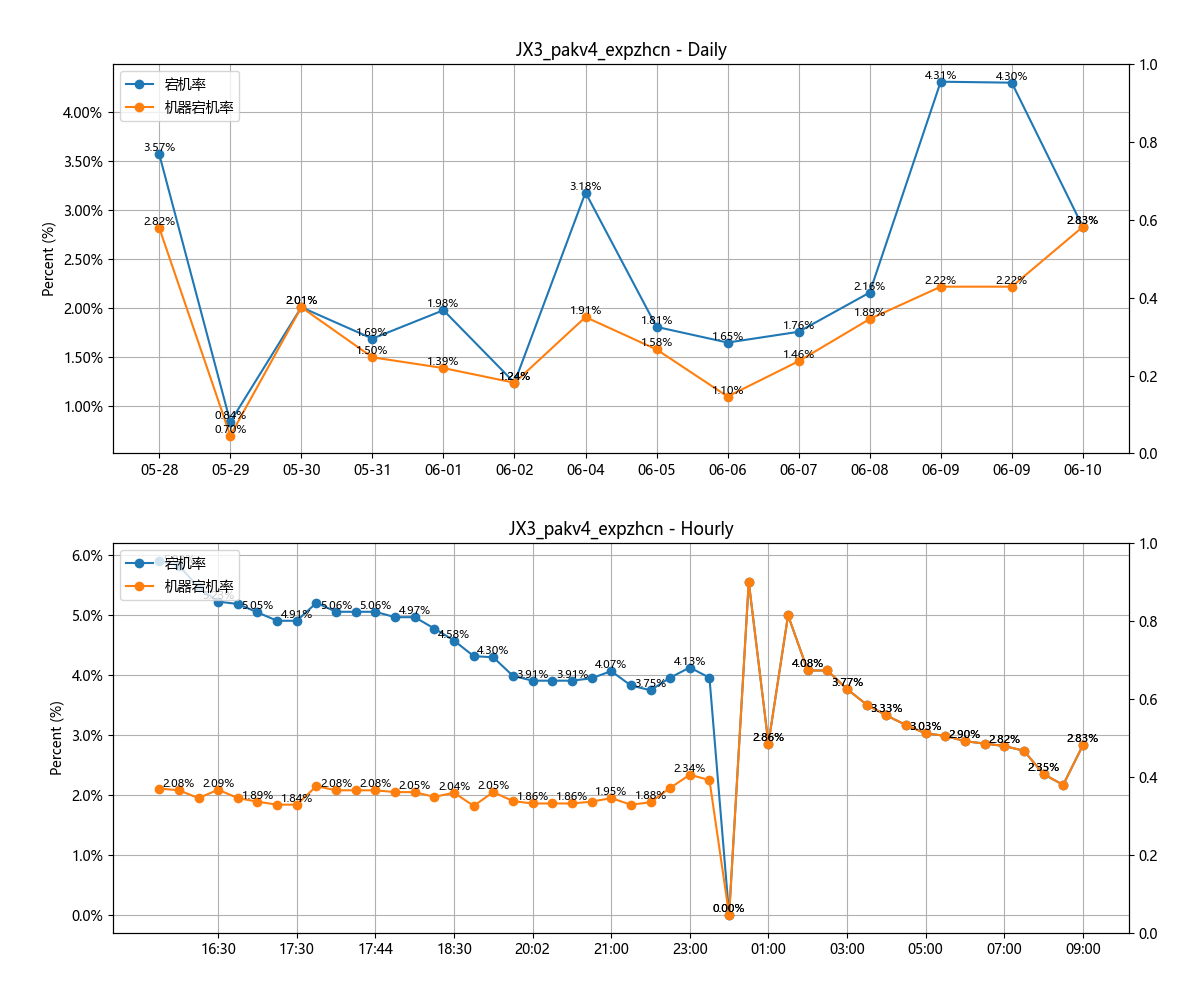 JX3_pakv4_expzhcn - Daily
宕机率
机器宕机率
Percent (%)
4.00%
3.50%
3.00%
2.50%
2.00%
1.50%
1.00%
1.0
0.8
0.6
0.4
0.2
0.0
3.57% 0.84% 2.01% 1.69% 1.98% 1.24% 3.18% 1.81% 1.65% 1.76% 2.16% 4.31% 4.30% 2.83%
2.82% 0.70% 2.01% 1.50% 1.39% 1.24% 1.91% 1.58% 1.10% 1.46% 1.89% 2.22% 2.22% 2.83%
05-28 05-29 05-30 05-31 06-01 06-02 06-04 06-05 06-06 06-07 06-08 06-09 06-09 06-10
JX3_pakv4_expzhcn - Hourly
宕机率
机器宕机率
Percent (%)
6.0%
5.0%
4.0%
3.0%
2.0%
1.0%
0.0%
1.0
0.8
0.6
0.4
0.2
0.0
5.05% 4.91% 5.06% 5.06% 4.97% 4.58% 4.30% 3.91% 3.91% 4.07% 3.75% 4.13% 0.00% 2.86% 4.08% 3.77% 3.33% 3.03% 2.90% 2.82% 2.35% 2.83%
2.08% 2.09% 1.89% 1.84% 2.08% 2.08% 2.05% 2.04% 2.05% 1.86% 1.86% 1.95% 1.88% 2.34%
16:30 17:30 17:44 18:30 20:02 21:00 23:00 01:00 03:00 05:00 07:00 09:00